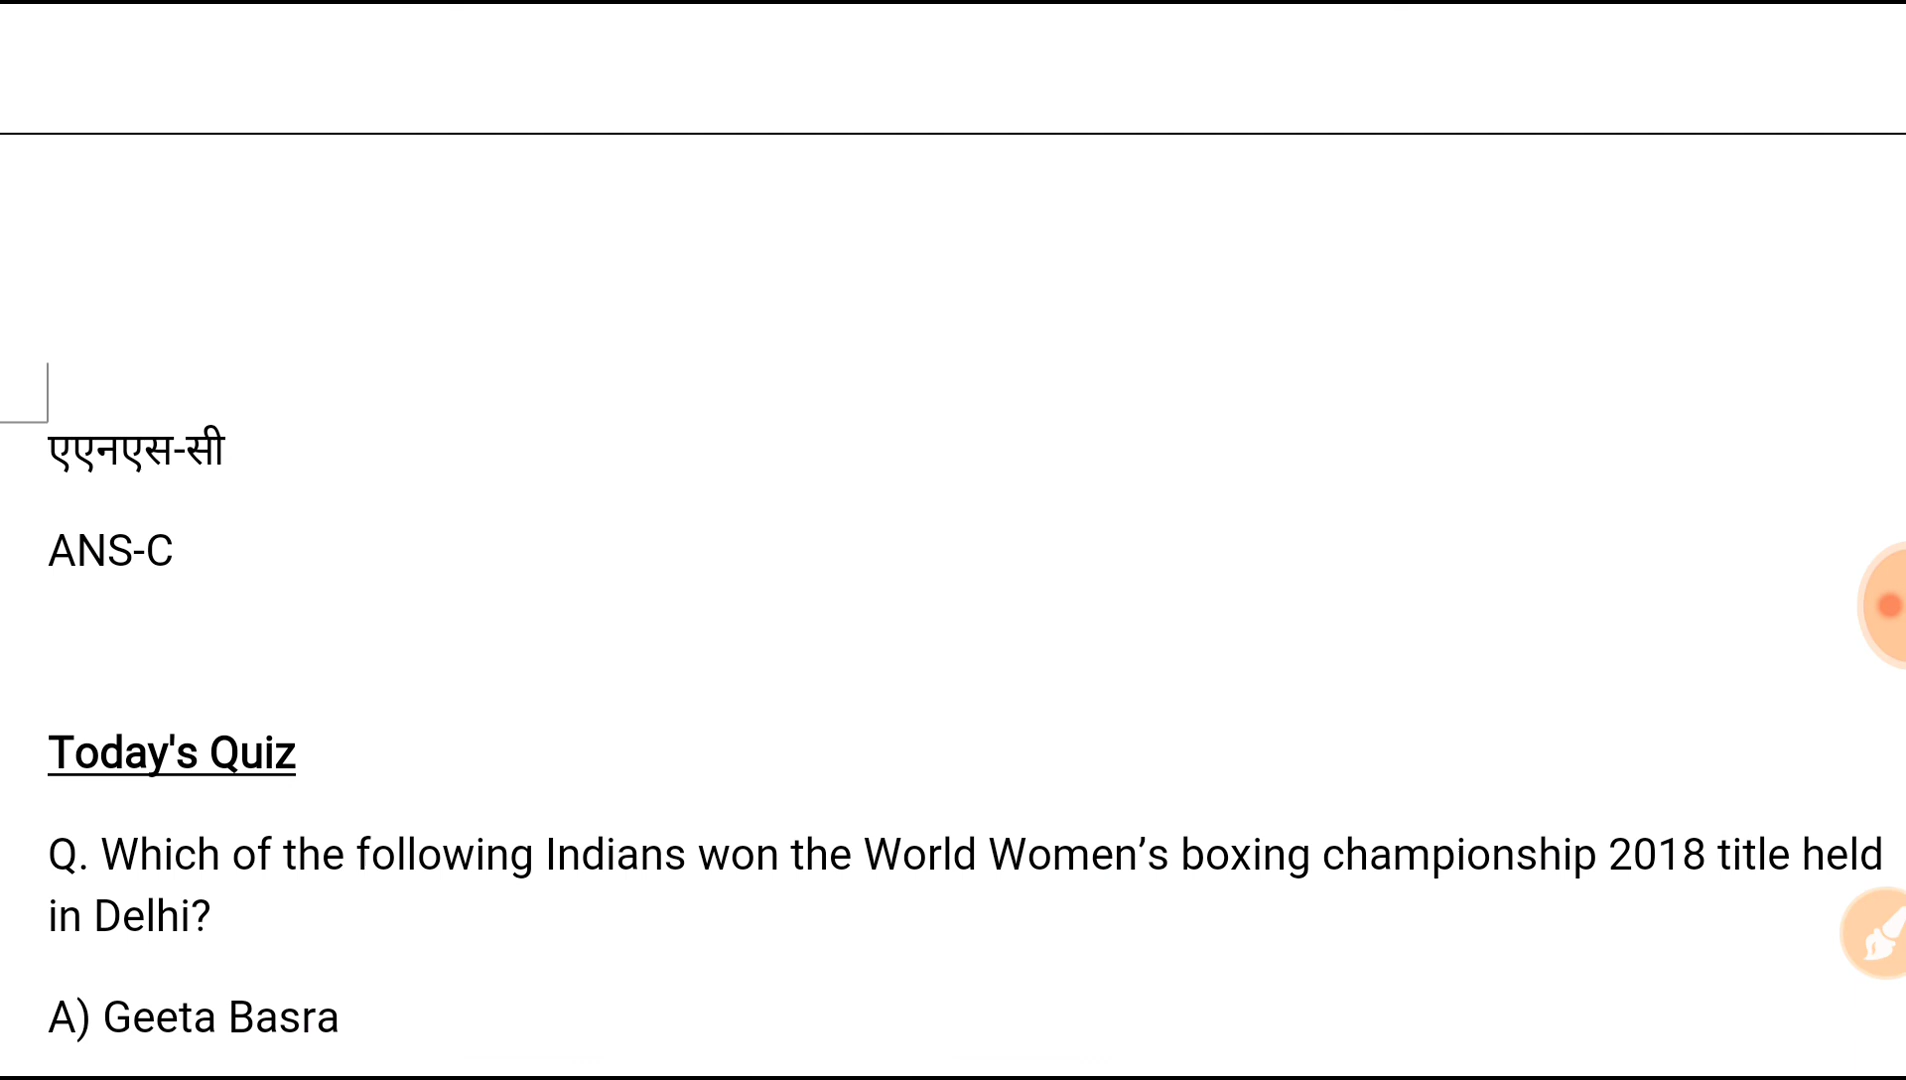 एएनएस-सी
ANS-C
Today's Quiz
Q. Which of the following Indians won the World Women’s boxing championship 2018 title held
in Delhi?
A) Geeta Basra